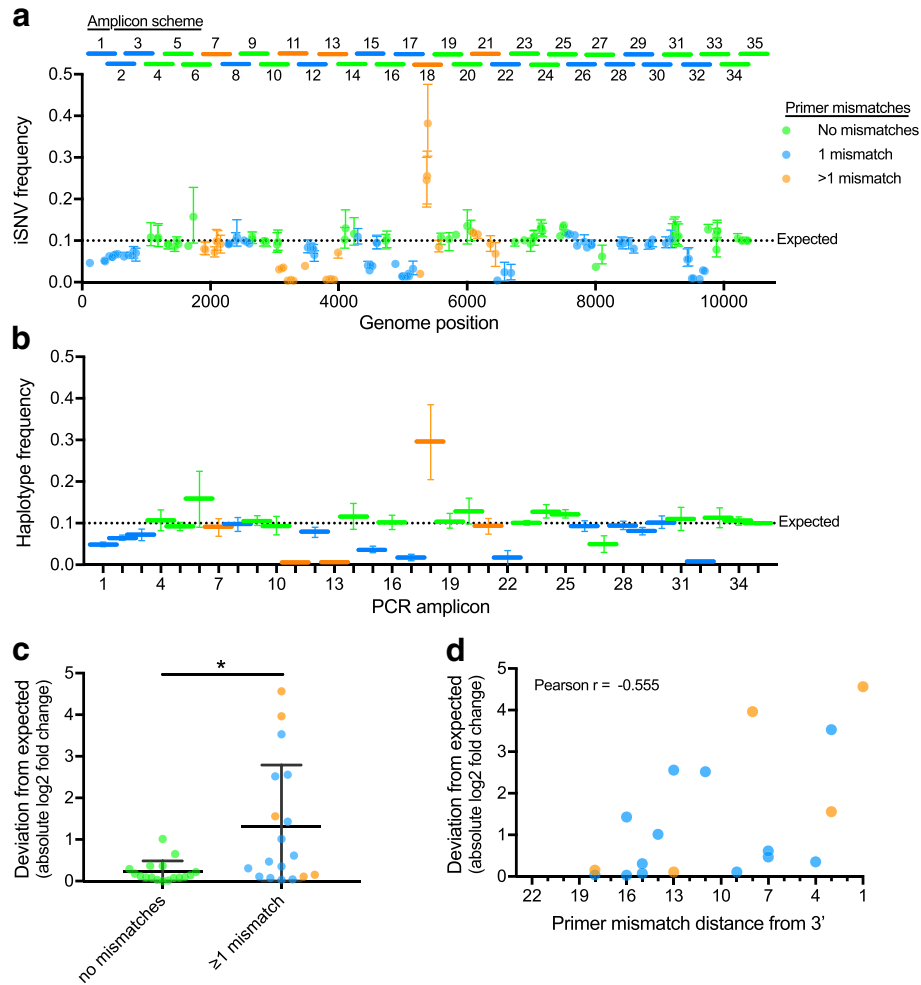 a
Amplicon scheme
1 3 5 7 9 11 13 15 17 19 21 23 25 27 29 31 33 35
2 4 6 8 10 12 14 16 18 20 22 24 26 28 30 32 34
Primer mismatches
No mismatches
1 mismatch
>1 mismatch
iSNV frequency
0.5
0.4
0.3
0.2
0.1
0.0
Expected
0 2000 4000 6000 8000 10000
Genome position
b
Haplotype frequency
0.5
0.4
0.3
0.2
0.1
0.0
Expected
1 4 7 10 13 16 19 22 25 28 31 34
PCR amplicon
c
Deviation from expected
(absolute log2 fold change)
5
4
3
2
1
0
*
no mismatches
≥1 mismatch
d
Deviation from expected
(absolute log2 fold change)
5
4
3
2
1
0
Pearson r = -0.555
22 19 16 13 10 7 4 1
Primer mismatch distance from 3’